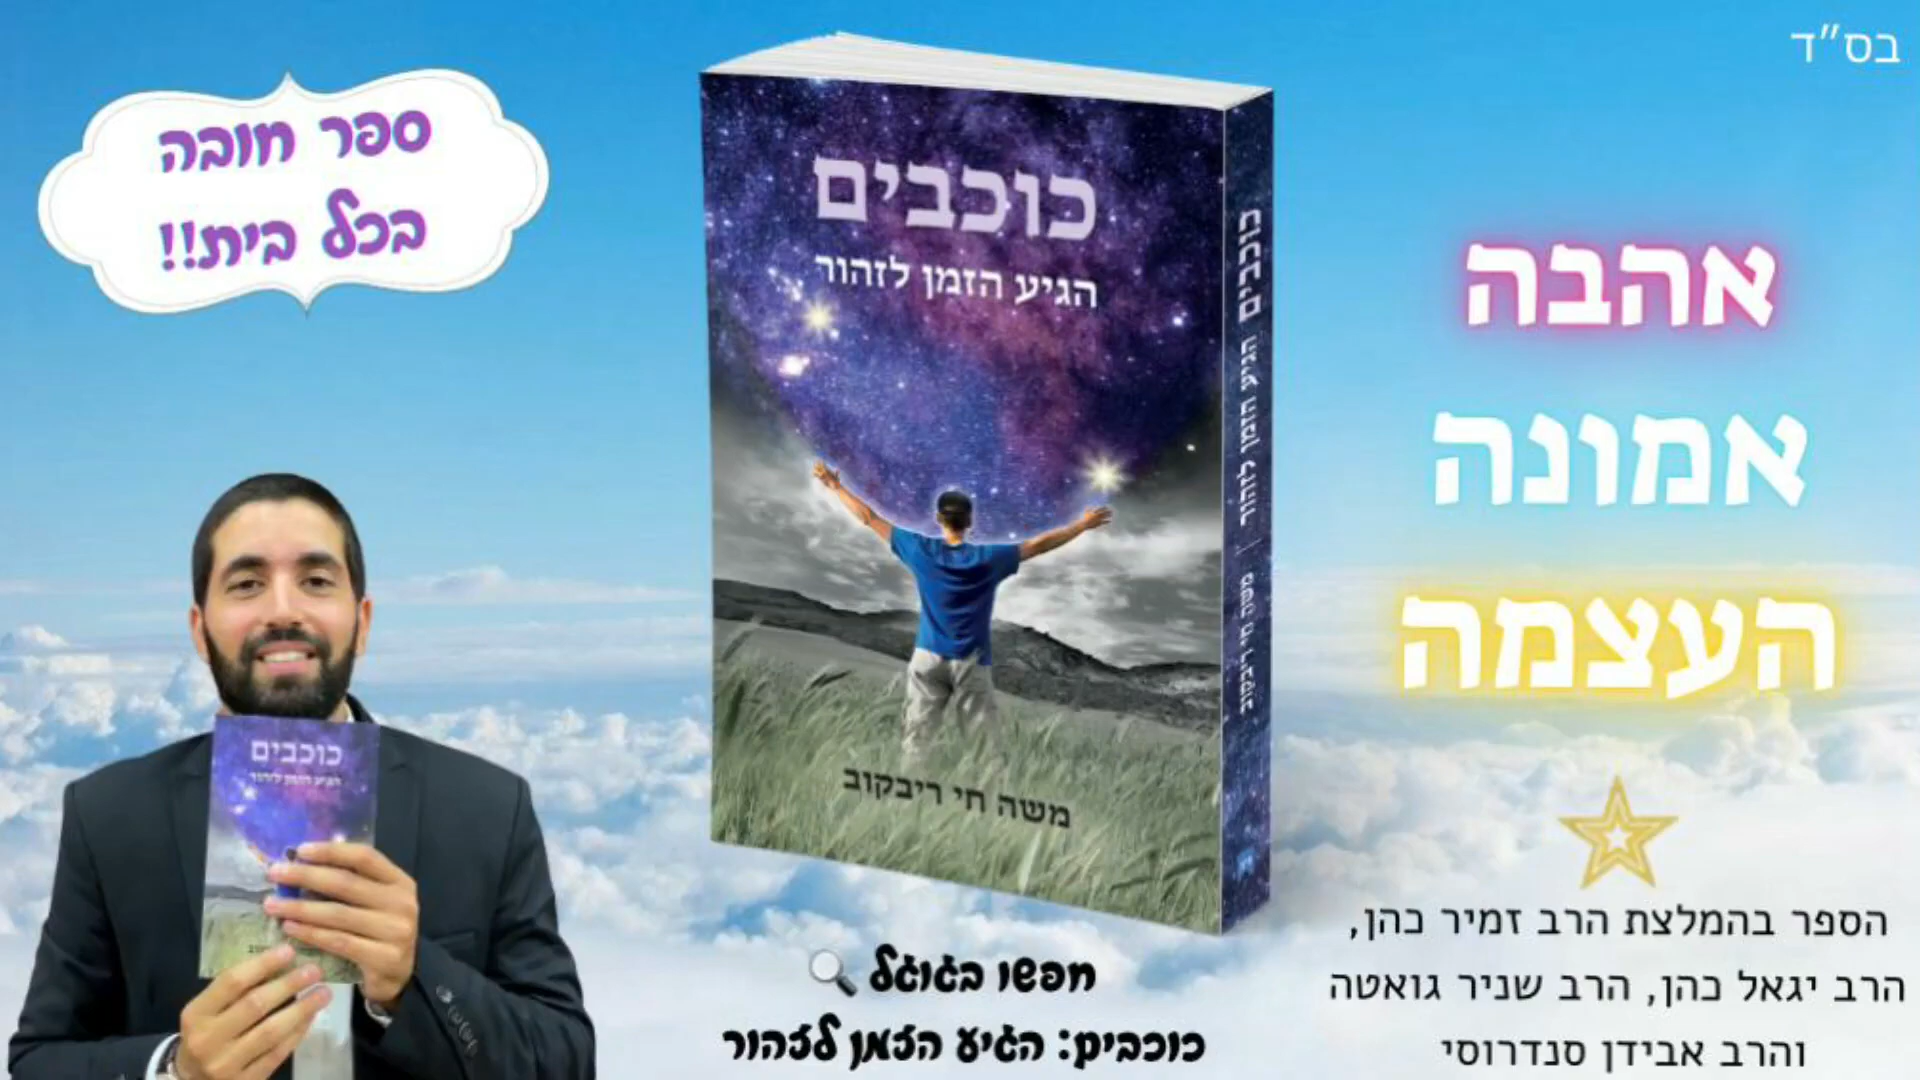 בס״ד
ספר חובה
בכל בית!!
כוכבים
הגיע הזמן לזהור
משה חי ריבקוב
כוכבים הגיע הזמן לזהור | משה חי ריבקוב
אהבה
אמונה
העצמה
כוכבים
הגיע הזמן לזהור
חפשו בגוגל
כוכבים: הגיע הזמן לזהור
הספר בהמלצת הרב זמיר כהן,
הרב יגאל כהן, הרב שניר גואטה
והרב אבידן סנדרוסי